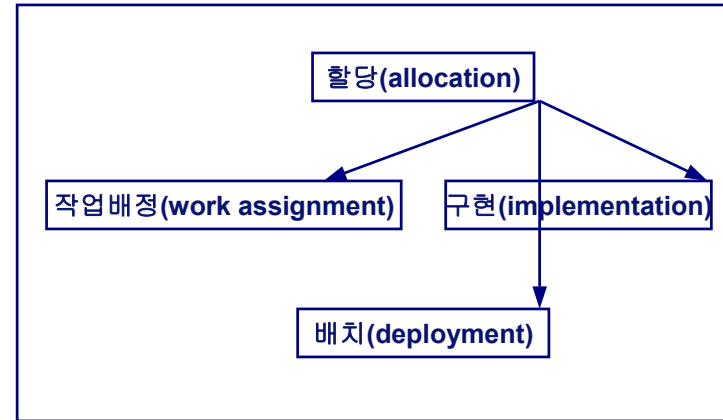 할당(allocation)
작업배정(work assignment)
구현(implementation)
배치(deployment)